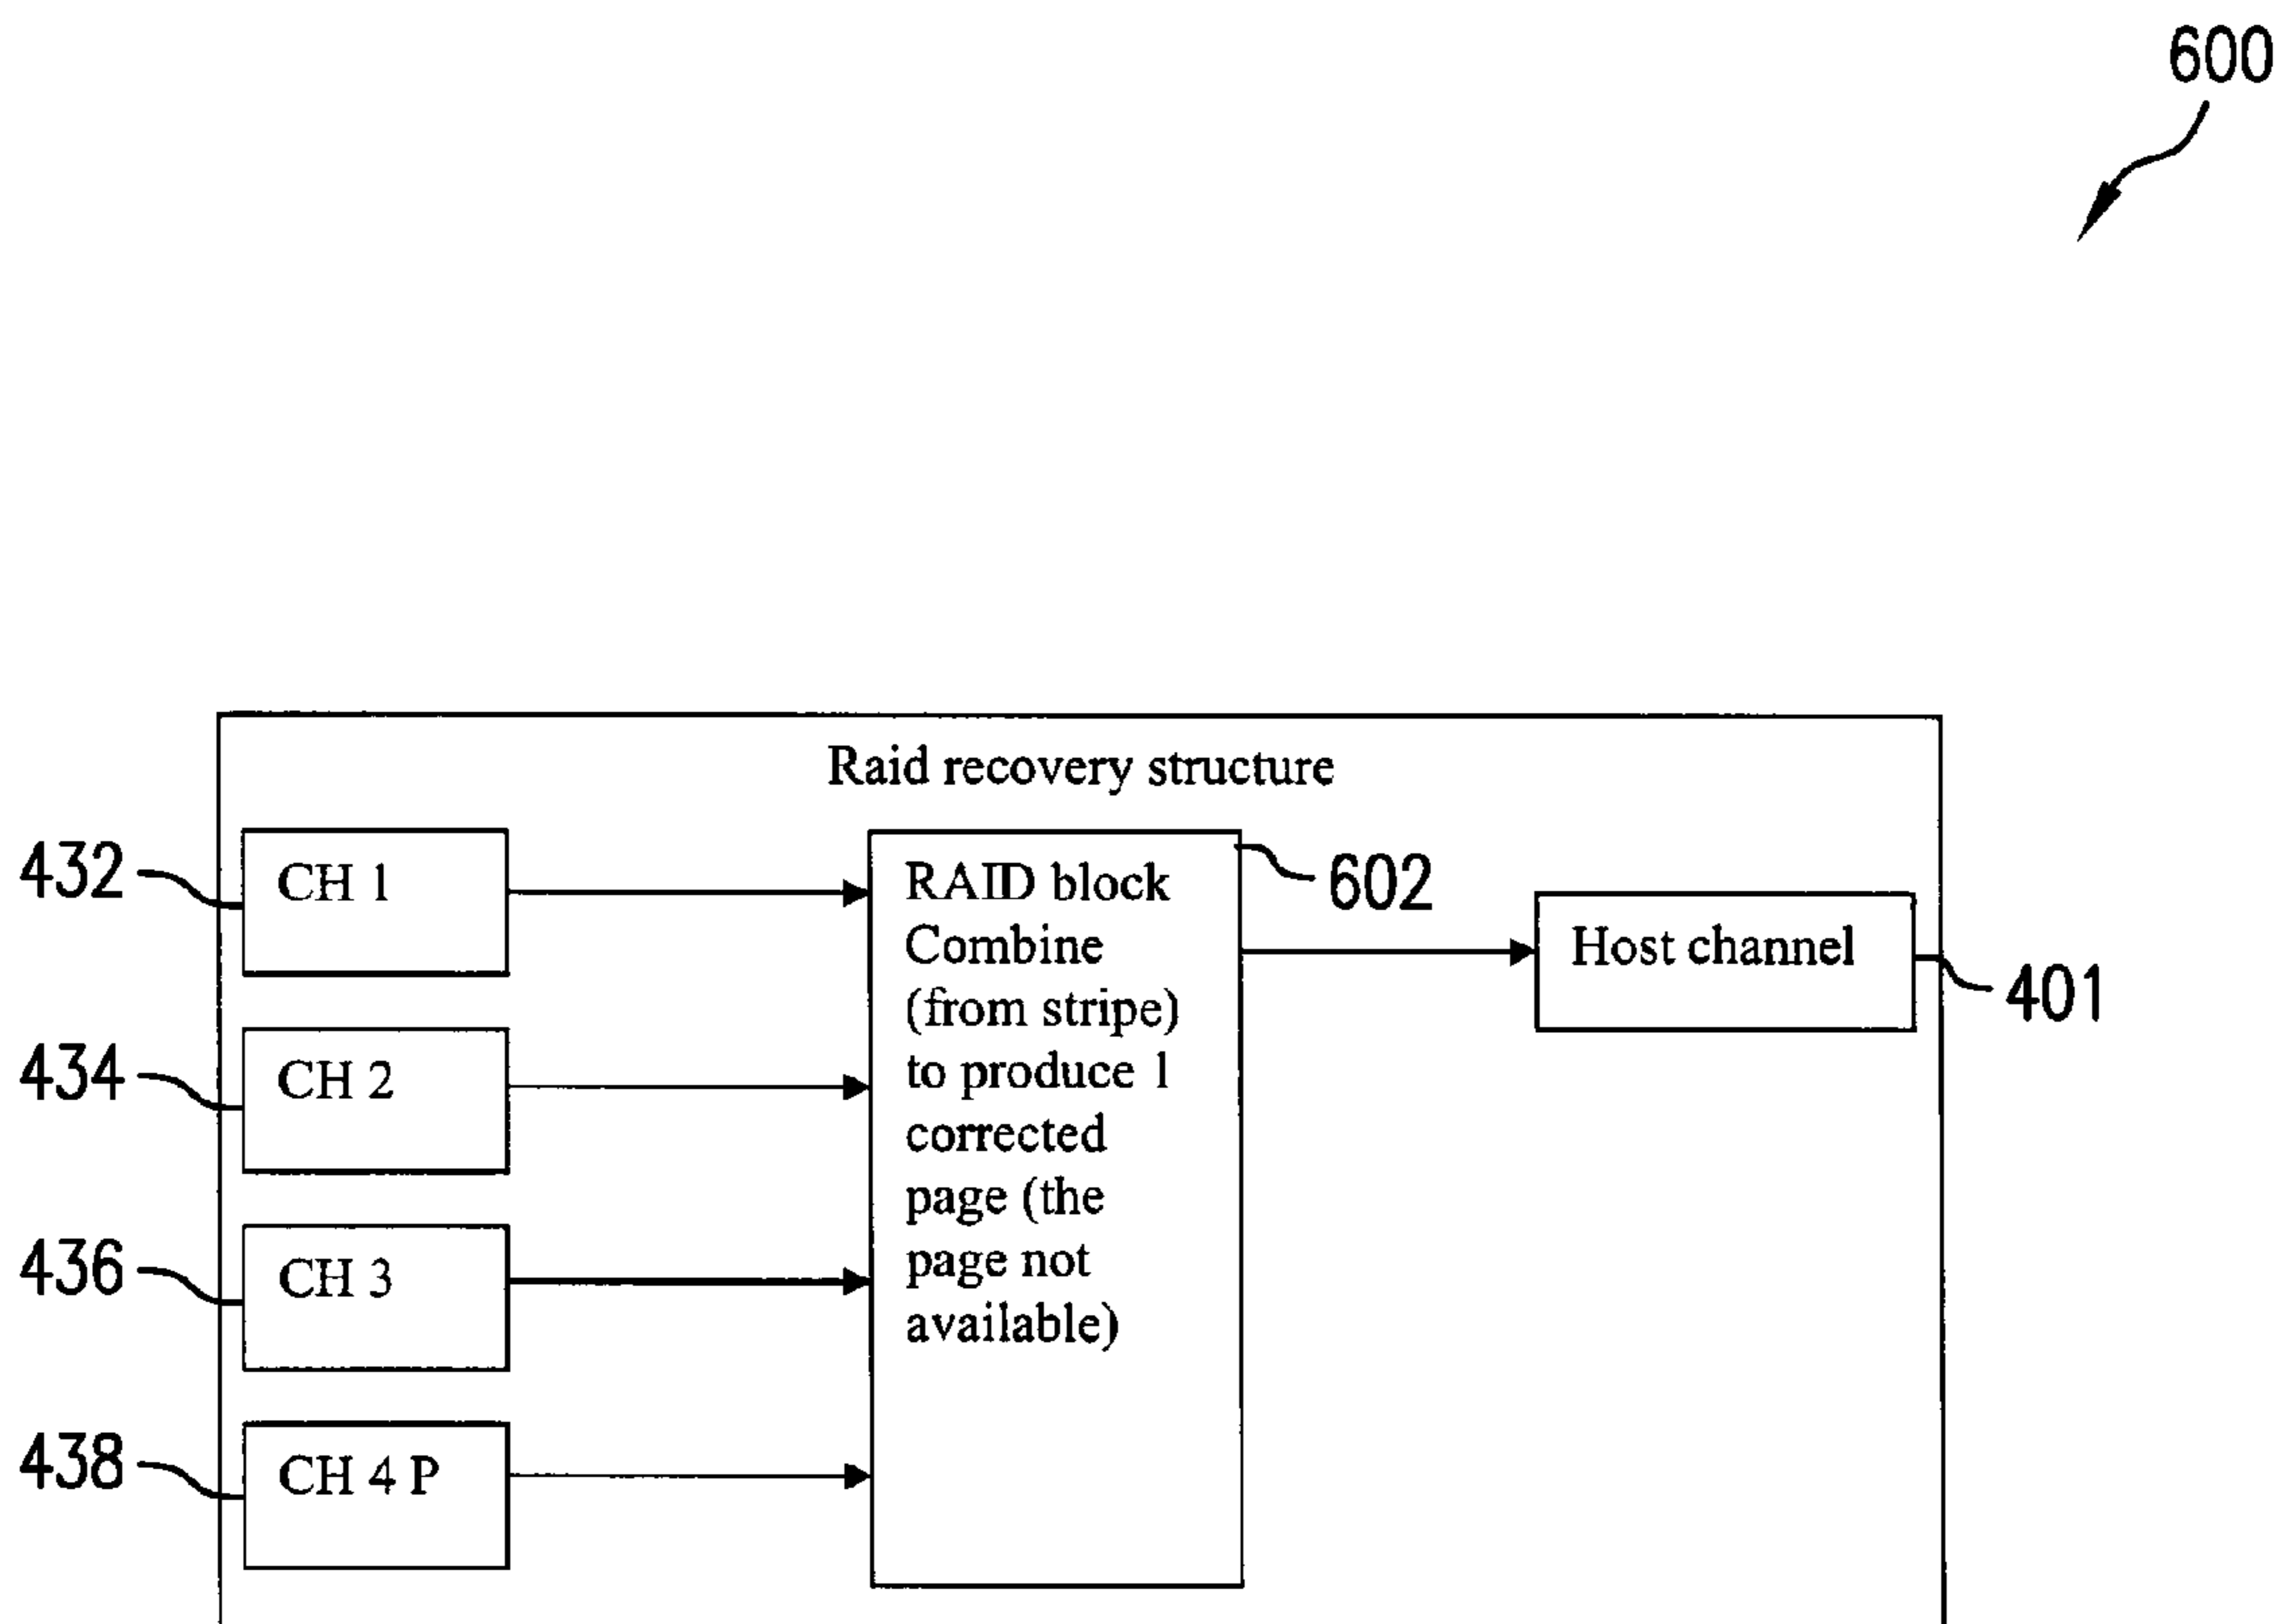 600
Raid recovery structure
432
CH 1
RAID block
Combine
(from stripe)
to produce 1
corrected
page (the
page not
available)
602
Host channel
401
434
CH 2
436
CH 3
438
CH 4 P